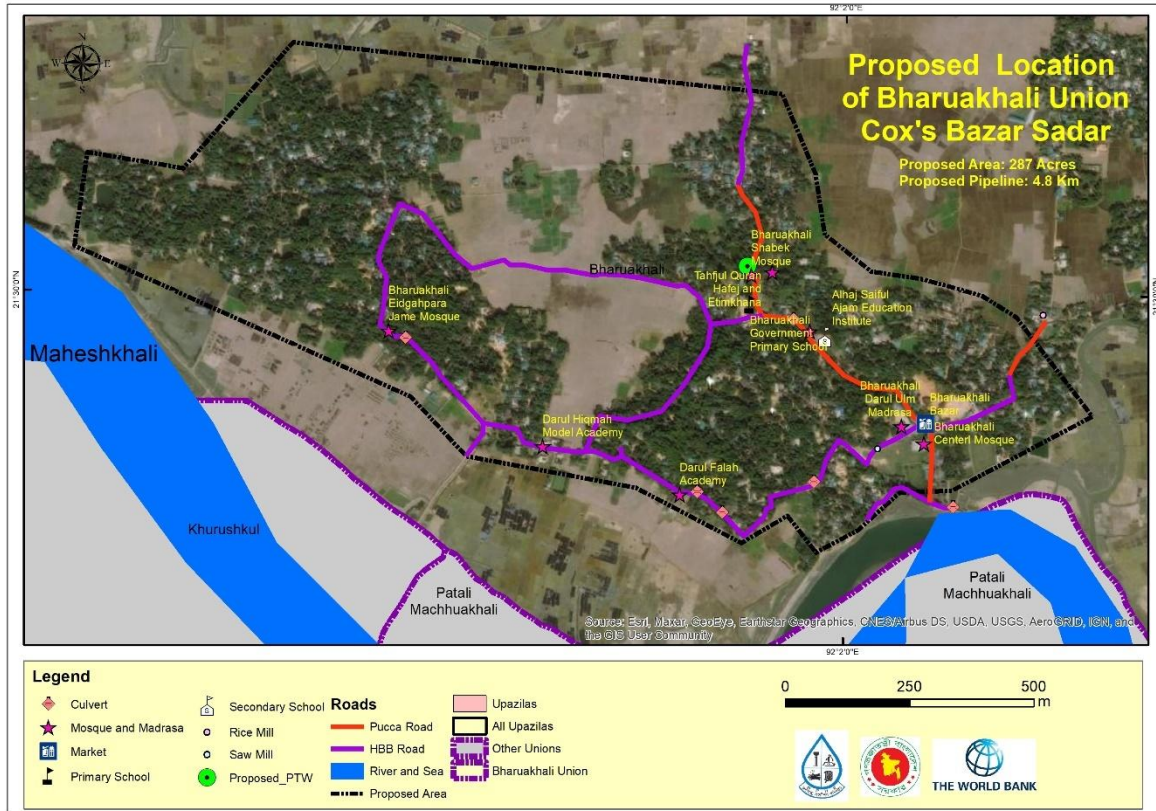 92°2'0"E
N
W E
S
Proposed Location
of Bharuakhali Union
Cox's Bazar Sadar
Proposed Area: 287 Acres
Proposed Pipeline: 4.8 Km
21°30'0"N
Bharuakhali
Shabek
Mosque
Bharuakhali
Tahfjul Quran
Hafej and
Etimkhana
Alhaj Saiful
Ajam Education
Institute
Bharuakhali
Eidgahpara
Jame Mosque
Bharuakhali
Government
Primary School
Maheshkhali
Bharuakhali
Darul Ulm
Madrasa
Bharuakhali
Bazar
Bharuakhali
Centerl Mosque
Darul Hiqmah
Model Academy
Darul Falah
Academy
Khurushkul
Patali
Machhuakhali
Patali
Machhuakhali
Source: Esri, Maxar, GeoEye, Earthstar Geographics, CNES/Airbus DS, USDA, USGS, AeroGRID, IGN, and
the GIS User Community
92°2'0"E
Legend
Culvert
Mosque and Madrasa
Market
Primary School
Secondary School
Rice Mill
Saw Mill
Proposed_PTW
Roads
Pucca Road
HBB Road
River and Sea
Proposed Area
Upazilas
All Upazilas
Other Unions
Bharuakhali Union
0 250 500
m
THE WORLD BANK